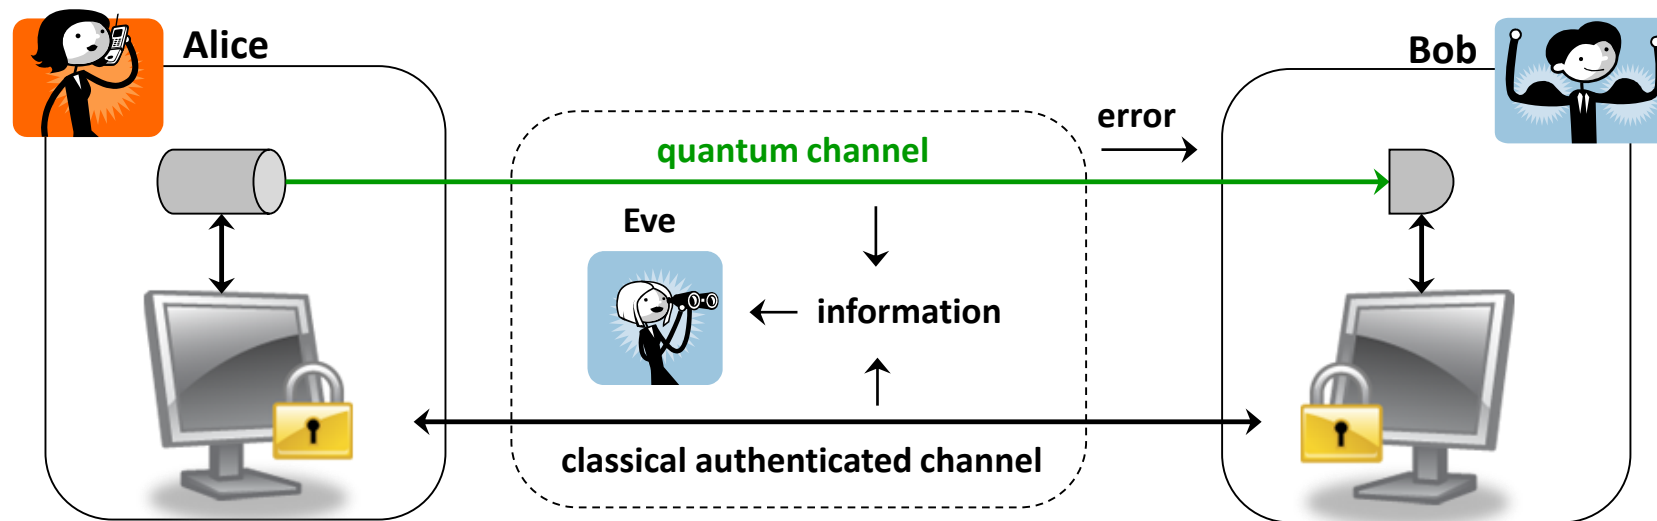 Alice
Bob
error
quantum channel
Eve
information
classical authenticated channel